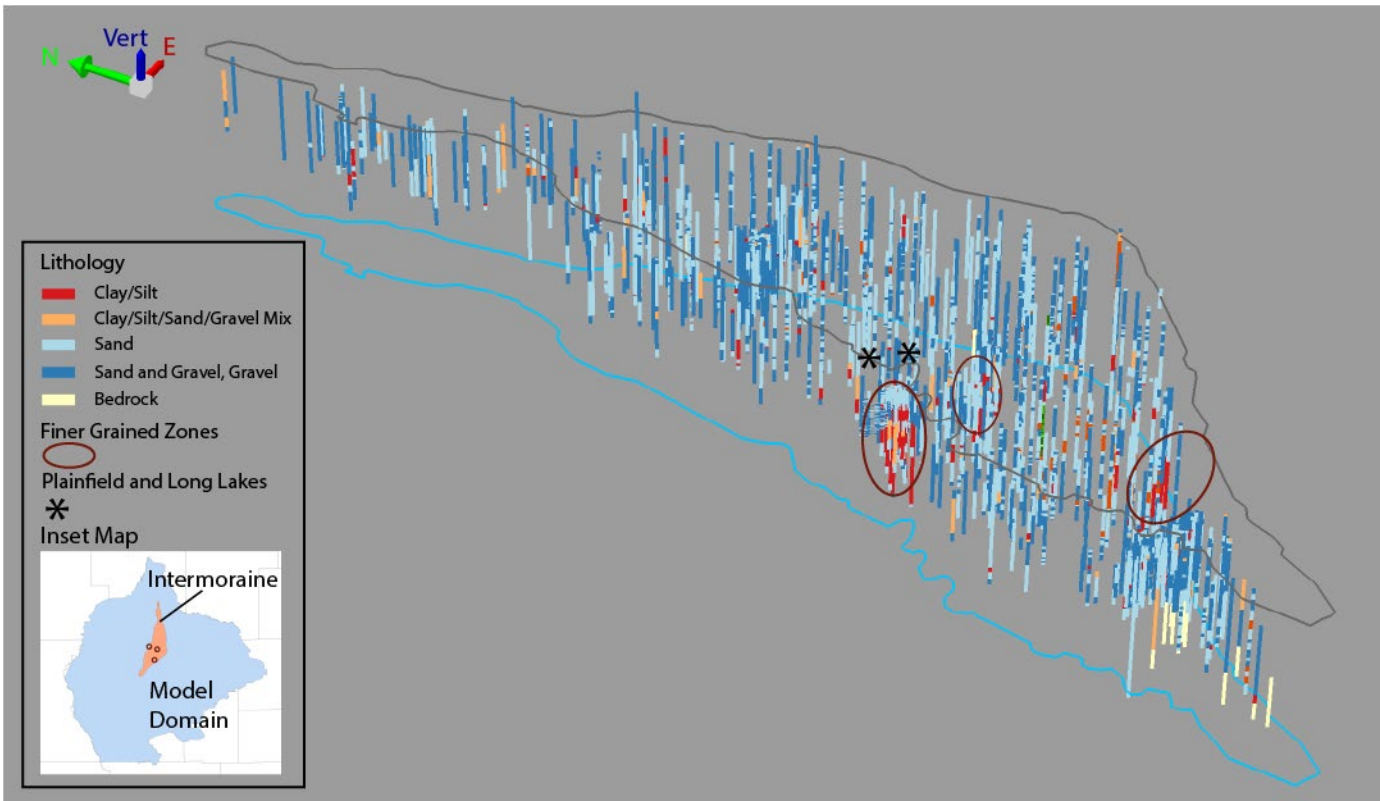 N
Vert
E
Lithology
Clay/Silt
Clay/Silt/Sand/Gravel Mix
Sand
Sand and Gravel, Gravel
Bedrock
Finer Grained Zones
Plainfield and Long Lakes
*
Inset Map
Intermoraine
Model
Domain
* *